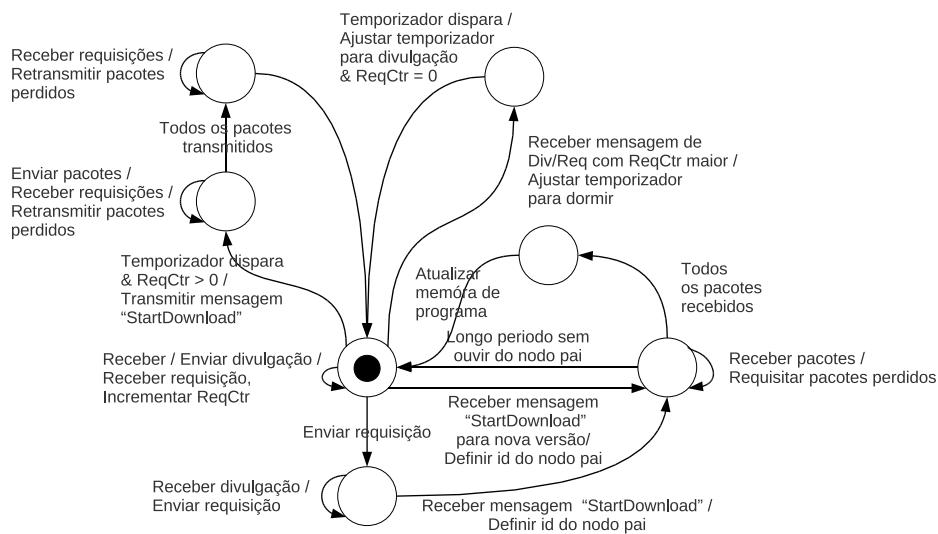 Temporizador dispara /
Ajustar temporizador
para divulgação
& ReqCtr = 0
Receber requisições /
Retransmitir pacotes
perdidos
Todos os pacotes
transmitidos
Receber mensagem de
Div/Req com ReqCtr maior /
Ajustar temporizador
para dormir
Enviar pacotes /
Receber requisições /
Retransmitir pacotes
perdidos
Temporizador dispara
& ReqCtr > 0 /
Transmitir mensagem
“StartDownload”
Atualizar
memóra de
programa
Todos
os pacotes
recebidos
Longo periodo sem
ouvir do nodo pai
Receber / Enviar divulgação /
Receber requisição,
Incrementar ReqCtr
Receber pacotes /
Requisitar pacotes perdidos
Receber mensagem
“StartDownload”
para nova versão/
Definir id do nodo pai
Enviar requisição
Receber divulgação /
Enviar requisição
Receber mensagem “StartDownload” /
Definir id do nodo pai